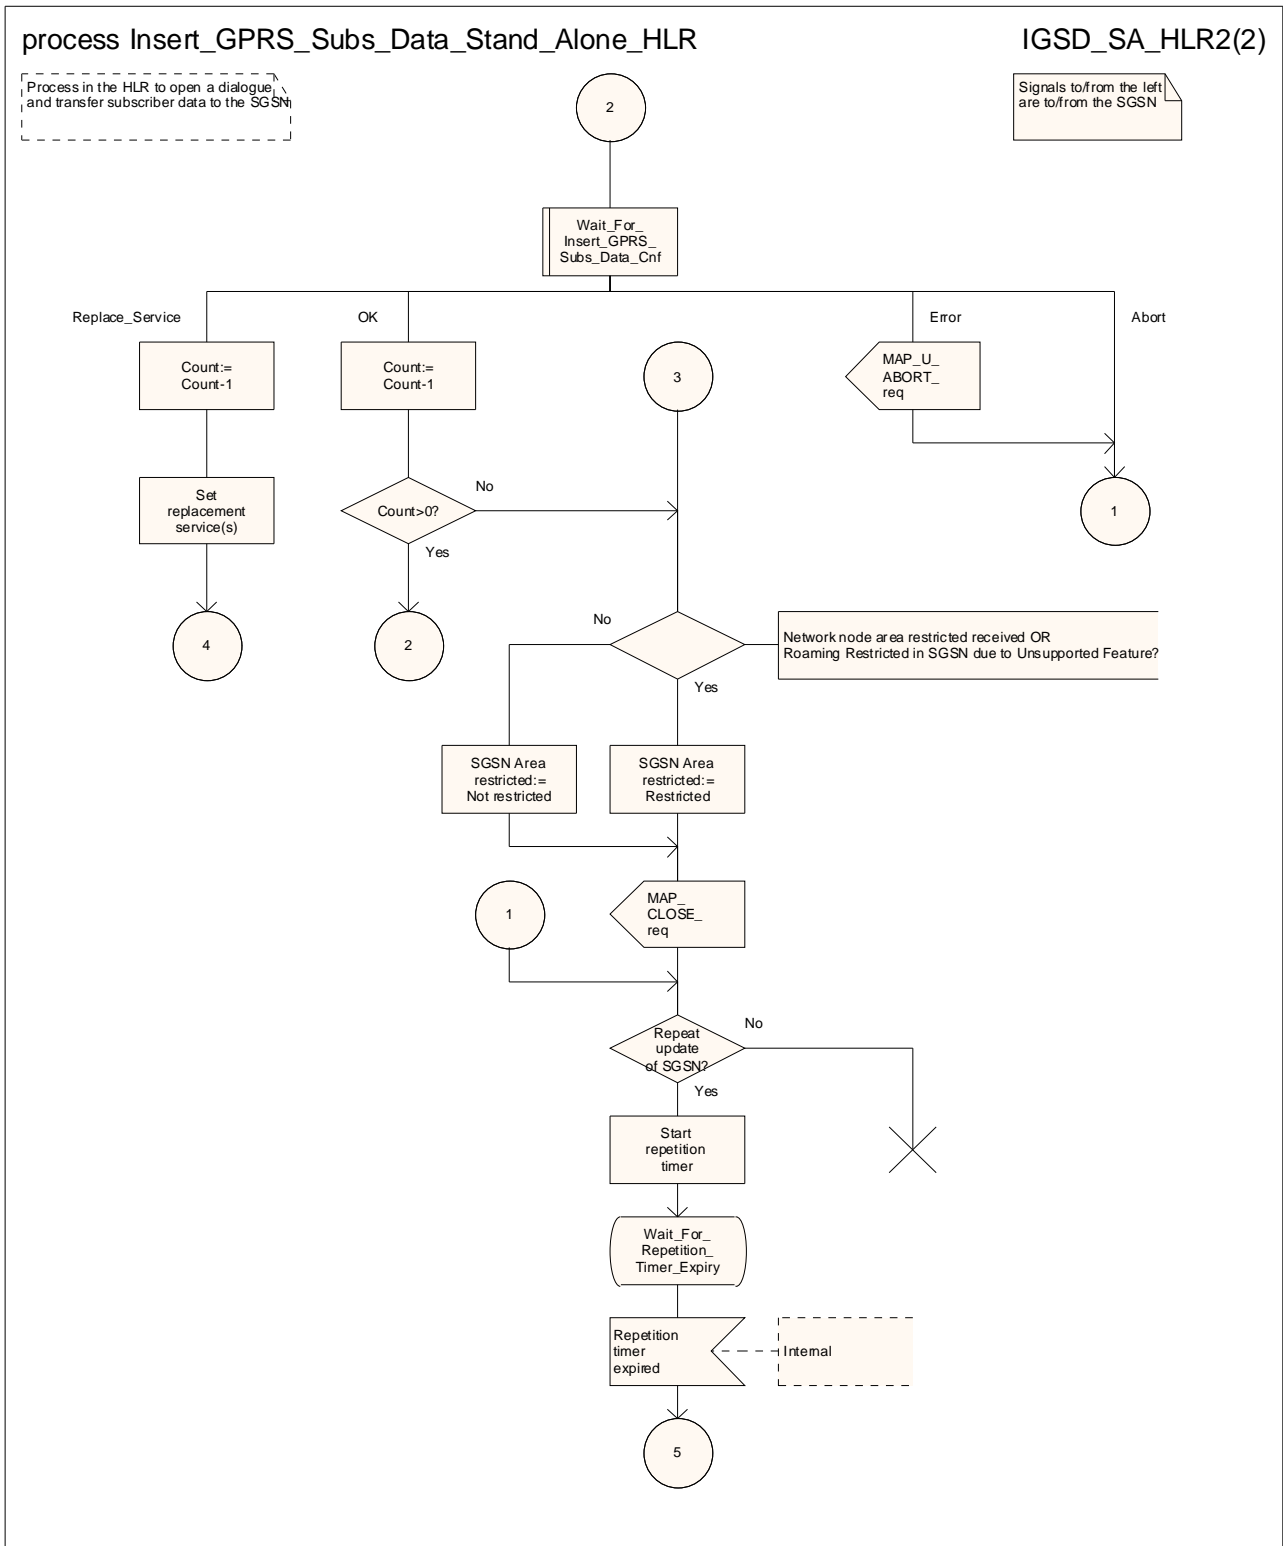 process Insert_GPRS_Subs_Data_Stand_Alone_HLR
IGSD_SA_HLR2(2)
Process in the HLR to open a dialogue
and transfer subscriber data to the SGSN
2
Signals to/from the left
are to/from the SGSN
Wait_For_
Insert_GPRS_
Subs_Data_Cnf
Replace_Service
OK
Error
Abort
Count:=
Count-1
Count:=
Count-1
3
MAP_U_
ABORT_
req
Set
replacement
service(s)
Count>0?
No
Yes
1
4
2
No
Yes
Network node area restricted received OR
Roaming Restricted in SGSN due to Unsupported Feature?
SGSN Area
restricted:=
Not restricted
SGSN Area
restricted:=
Restricted
1
MAP_
CLOSE_
req
Repeat
update
of SGSN?
No
Yes
Start
repetition
timer
Wait_For_
Repetition_
Timer_Expiry
Repetition
timer
expired
Internal
5